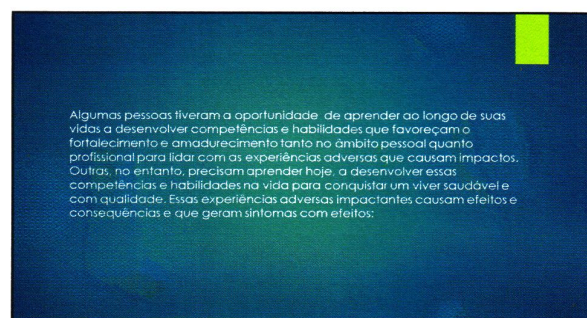 Algumas pessoas tiveram a oportunidade de aprender ao longo de suas
vidas a desenvolver competências e habilidades que favoreçam o
fortalecimento e amadurecimento tanto no âmbito pessoal quanto
profissional para lidar com as experiências adversas que causam impactos.
Outras, no entanto, precisam aprender hoje, a desenvolver essas
competências e habilidades na vida para conquistar um viver saudável e
com qualidade. Essas experiências adversas impactantes causam efeitos e
consequências e que geram sintomas com efeitos: